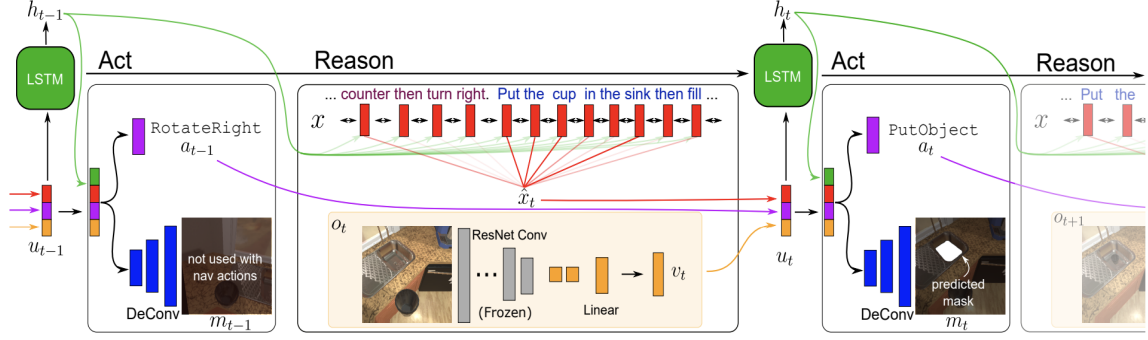 h_{t-1}
LSTM
Act
Reason
... counter then turn right. Put the cup in the sink then fill ...
x
RotateRight
a_{t-1}
u_{t-1}
not used with
nav actions
DeConv
m_{t-1}
x̂_t
o_t
ResNet Conv
...
(Frozen)
Linear
v_t
h_t
LSTM
u_t
Act
Reason
PutObject
a_t
predicted
mask
DeConv
m_t
... Put the
x
o_{t+1}